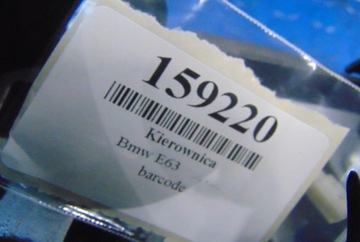 159220
Kierownica
Bmw E63
barcode